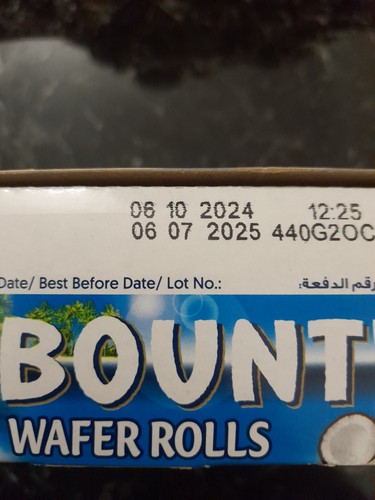 06 10 2024 12:25
06 07 2025 440G2OC
Date/ Best Before Date/ Lot No.: رقم الدفعة:
BOUNT
WAFER ROLLS